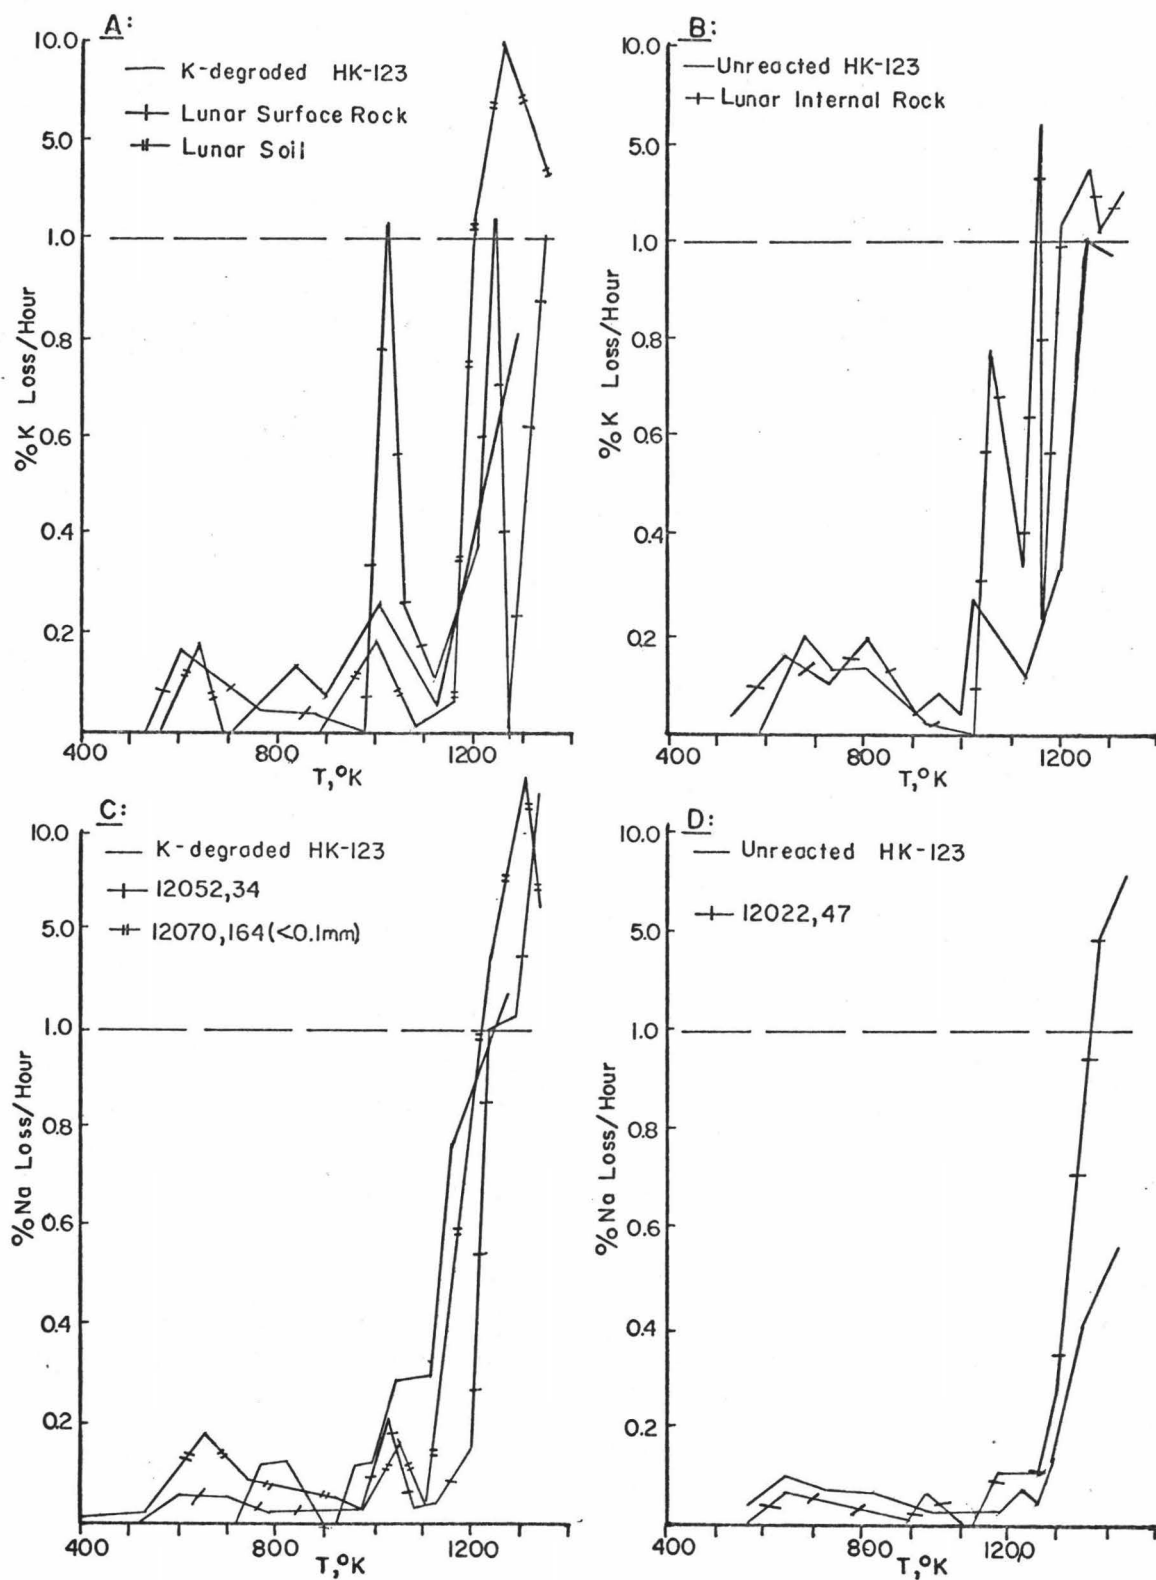 A:
10.0
K-degraded HK-123
Lunar Surface Rock
Lunar Soil
5.0
1.0
0.8
0.6
0.4
0.2
%K Loss/Hour
400
800
1200
T,°K
B:
10.0
Unreacted HK-123
Lunar Internal Rock
5.0
1.0
0.8
0.6
0.4
0.2
%K Loss/Hour
400
800
1200
T,°K
C:
10.0
K-degraded HK-123
12052,34
12070,164(<0.1mm)
5.0
1.0
0.8
0.6
0.4
0.2
%Na Loss/Hour
400
800
1200
T,°K
D:
10.0
Unreacted HK-123
12022,47
5.0
1.0
0.8
0.6
0.4
0.2
%Na Loss/Hour
400
800
1200
T,°K